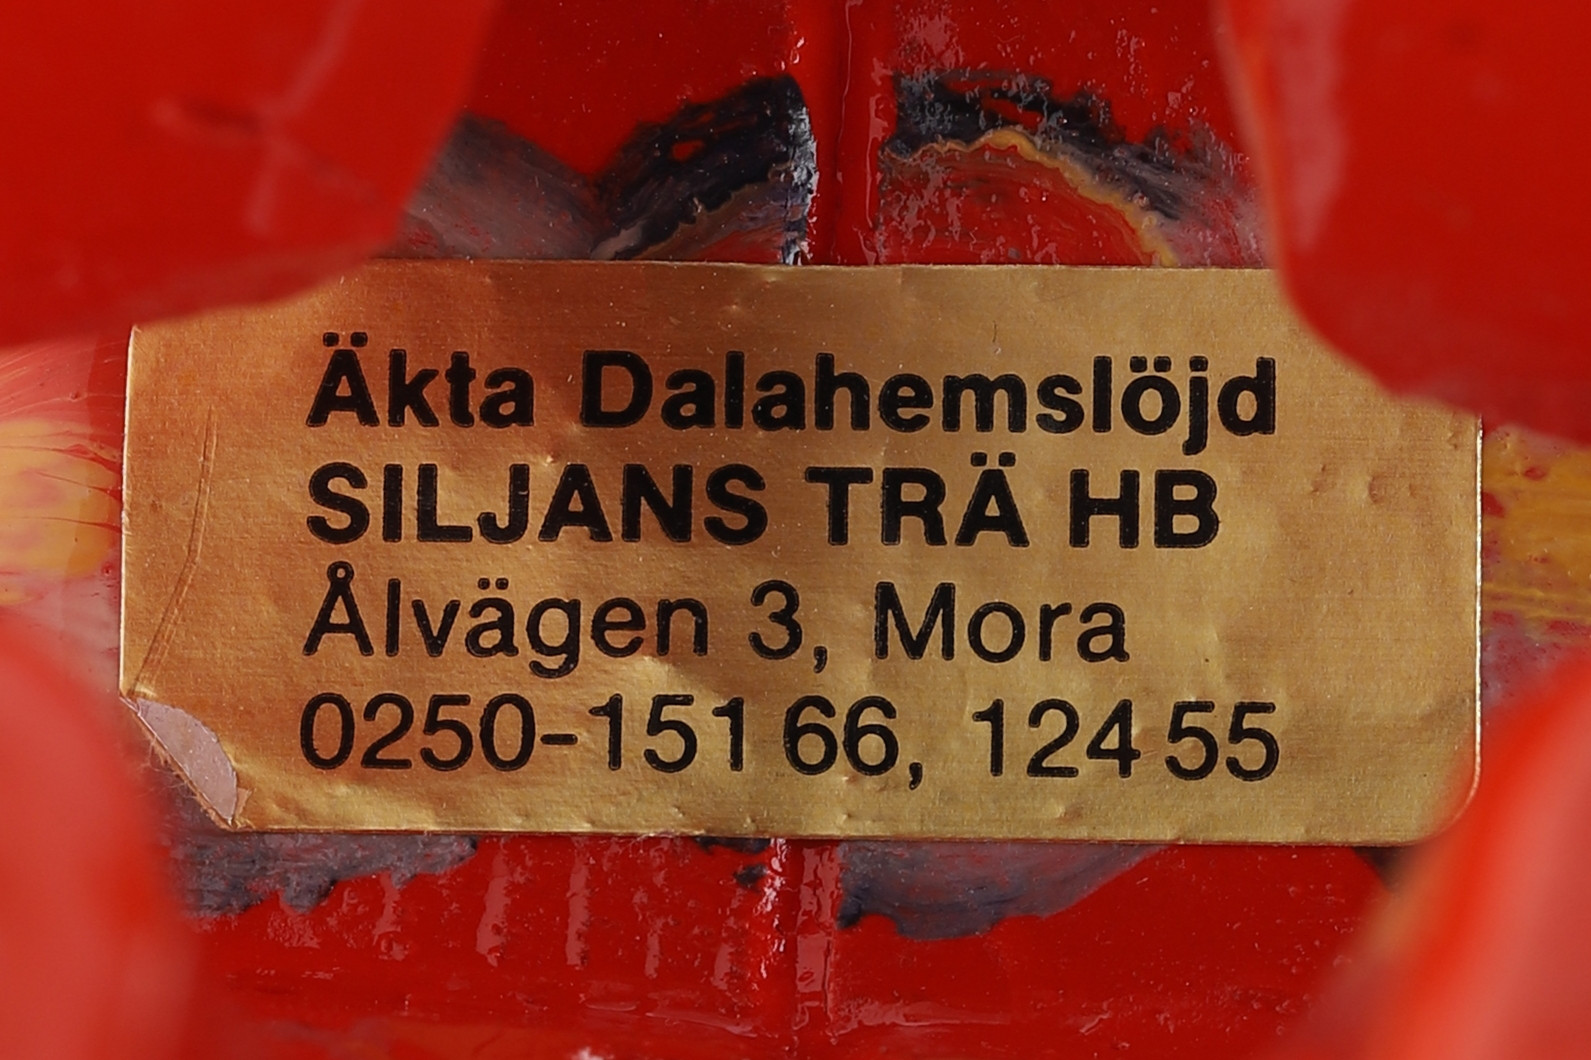 Äkta Dalahemslöjd
SILJANS TRÄ HB
Ålvägen 3, Mora
0250-151 66, 124 55